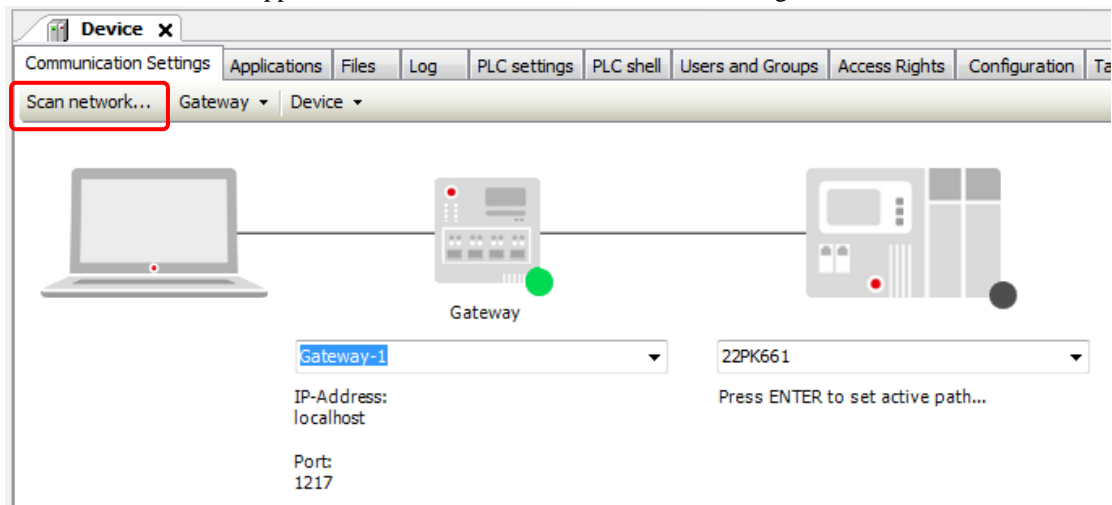 Device X
Communication Settings Applications Files Log PLC settings PLC shell Users and Groups Access Rights Configuration Ta
Scan network... Gateway Device
Gateway
Gateway-1 22PK661
IP-Address: Press ENTER to set active path...
localhost
Port:
1217